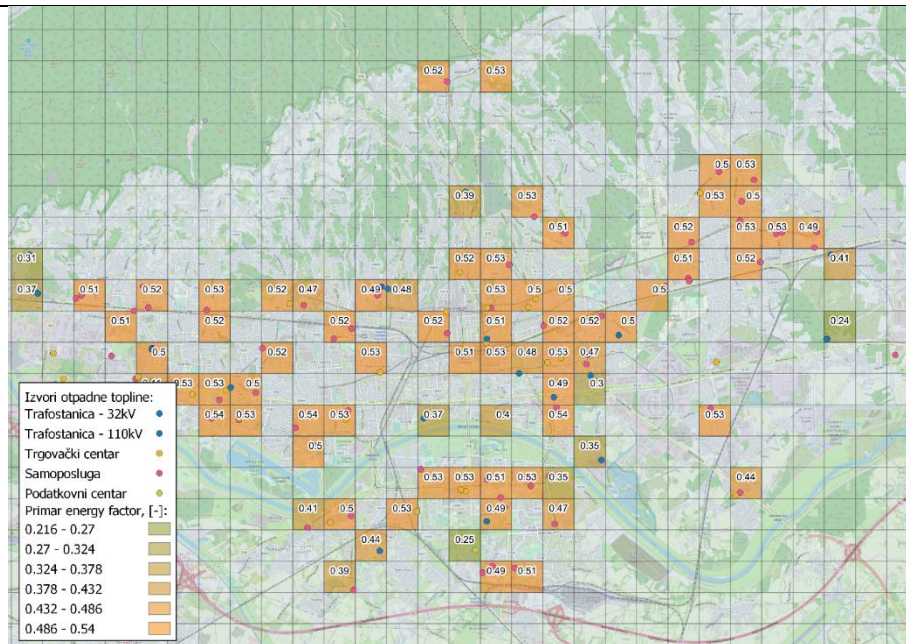 0.52 0.53
0.5 0.53
0.39 0.53 0.53 0.5
0.51 0.52 0.53 0.53 0.49
0.31 0.52 0.53 0.51 0.52 0.41
0.37 0.51 0.52 0.53 0.52 0.47 0.49 0.48 0.53 0.5 0.5 0.5
0.51 0.52 0.52 0.52 0.51 0.52 0.52 0.5 0.24
0.5 0.52 0.53 0.51 0.53 0.48 0.53 0.47
0.53 0.53 0.5 0.49 0.3
0.54 0.53 0.54 0.53 0.37 0.4 0.54 0.53
0.5 0.35
0.53 0.53 0.51 0.53 0.35 0.44
0.41 0.5 0.53 0.49 0.47
0.44 0.25
0.39 0.49 0.51
Izvori otpadne topline:
Trafostanica - 32kV
Trafostanica - 110kV
Trgovački centar
Samoposluga
Podatkovni centar
Primar energy factor, [-]:
0.216 - 0.27
0.27 - 0.324
0.324 - 0.378
0.378 - 0.432
0.432 - 0.486
0.486 - 0.54